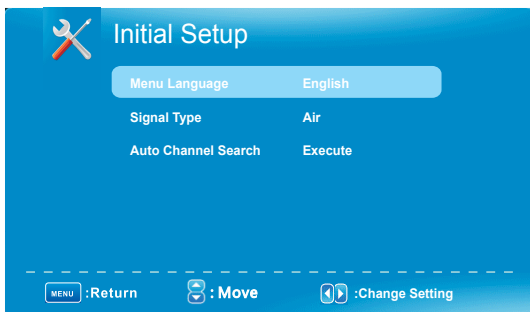 Initial Setup
Menu Language English
Signal Type Air
Auto Channel Search Execute
MENU :Return : Move :Change Setting